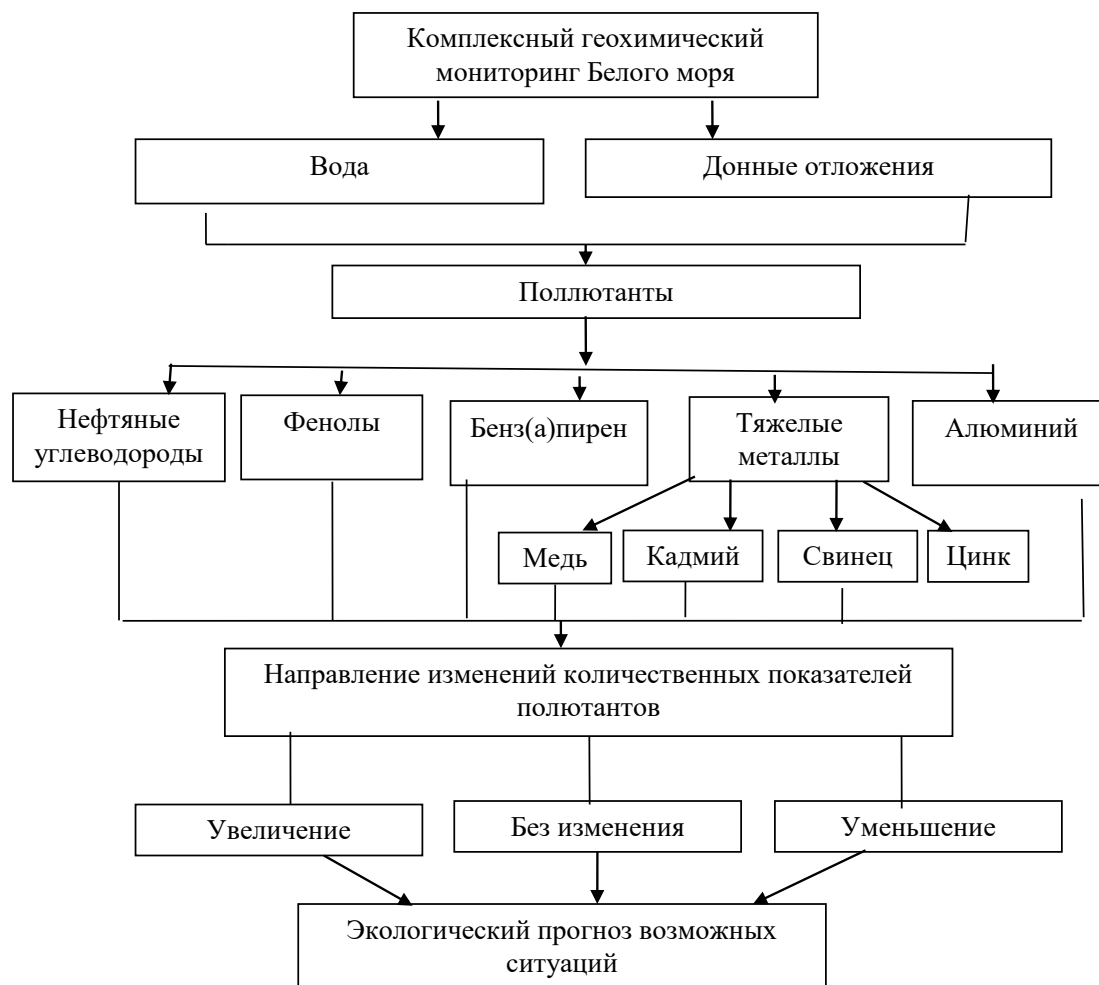 Комплексный геохимический
мониторинг Белого моря
Вода
Донные отложения
Поллютанты
Нефтяные
углеводороды
Фенолы
Бенз(а)пирен
Тяжелые
металлы
Алюминий
Медь
Кадмий
Свинец
Цинк
Направление изменений количественных показателей
полютантов
Увеличение
Без изменения
Уменьшение
Экологический прогноз возможных
ситуаций